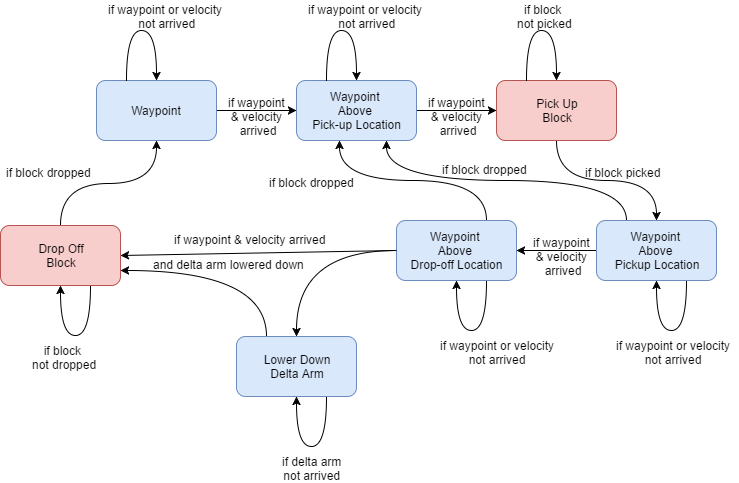 if waypoint or velocity
not arrived
if waypoint or velocity
not arrived
if block
not picked
Waypoint
if waypoint
& velocity
arrived
Waypoint
Above
Pick-up Location
if waypoint
& velocity
arrived
Pick Up
Block
if block dropped
if block dropped
if block dropped
if block picked
Drop Off
Block
if waypoint & velocity arrived
and delta arm lowered down
Waypoint
Above
Drop-off Location
if waypoint
& velocity
arrived
Waypoint
Above
Pickup Location
if block
not dropped
Lower Down
Delta Arm
if waypoint or velocity
not arrived
if waypoint or velocity
not arrived
if delta arm
not arrived